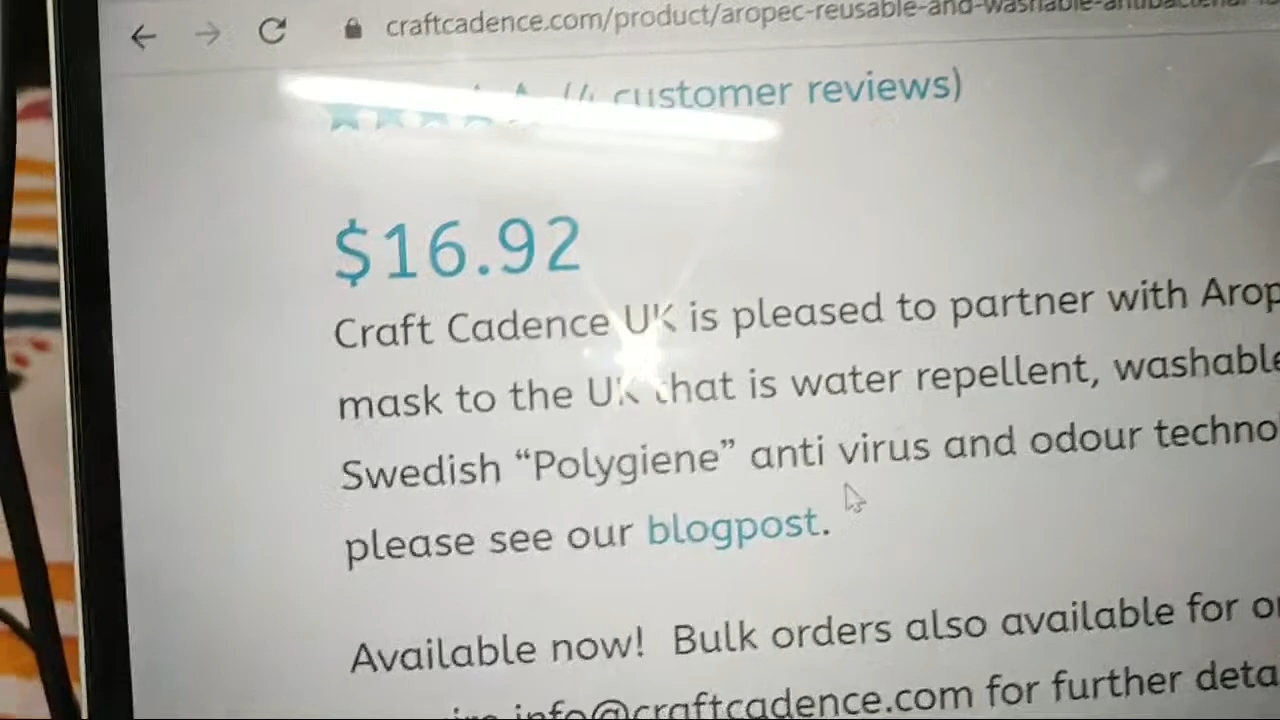 craftcadence.com/product/aropec-reusable-and-washable-antibacterial
(4 customer reviews)
$16.92
Craft Cadence UK is pleased to partner with Arop
mask to the UK that is water repellent, washable
Swedish “Polygiene” anti virus and odour techno
please see our blogpost.
Available now! Bulk orders also available for
info@craftcadence.com for further deta